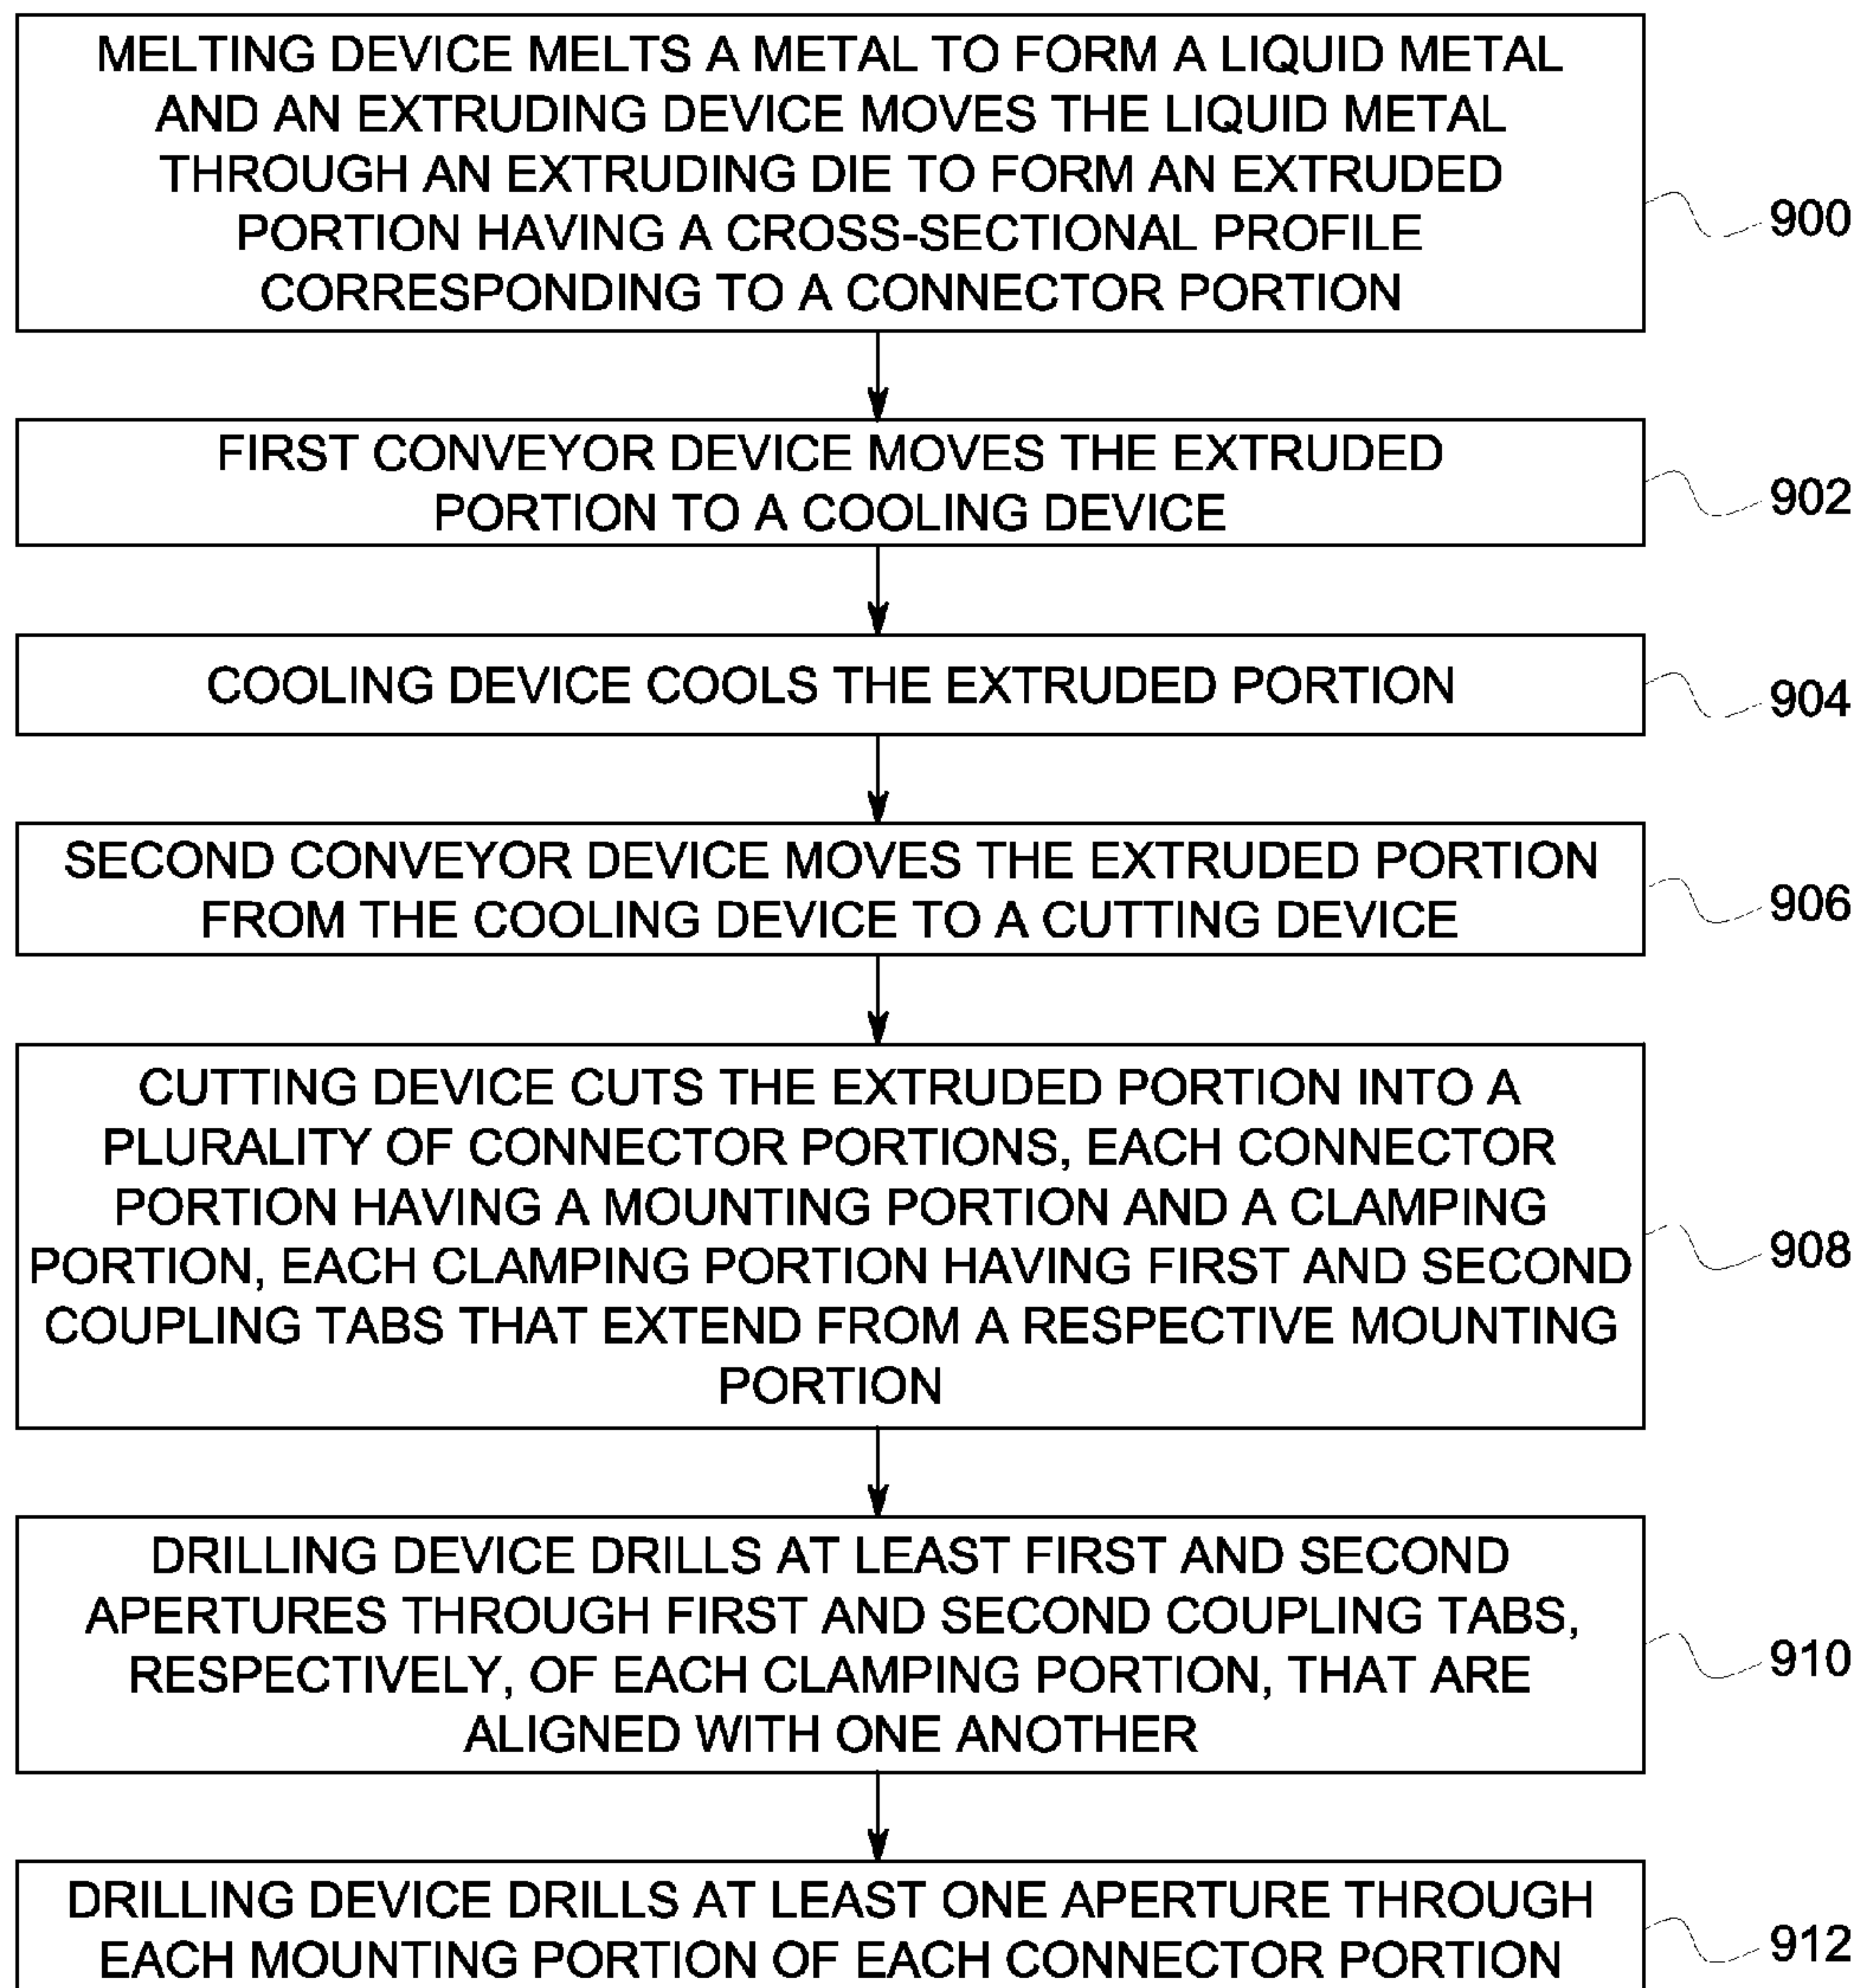 MELTING DEVICE MELTS A METAL TO FORM A LIQUID METAL
AND AN EXTRUDING DEVICE MOVES THE LIQUID METAL
THROUGH AN EXTRUDING DIE TO FORM AN EXTRUDED
PORTION HAVING A CROSS-SECTIONAL PROFILE
CORRESPONDING TO A CONNECTOR PORTION
900
FIRST CONVEYOR DEVICE MOVES THE EXTRUDED
PORTION TO A COOLING DEVICE
902
COOLING DEVICE COOLS THE EXTRUDED PORTION
904
SECOND CONVEYOR DEVICE MOVES THE EXTRUDED PORTION
FROM THE COOLING DEVICE TO A CUTTING DEVICE
906
CUTTING DEVICE CUTS THE EXTRUDED PORTION INTO A
PLURALITY OF CONNECTOR PORTIONS, EACH CONNECTOR
PORTION HAVING A MOUNTING PORTION AND A CLAMPING
PORTION, EACH CLAMPING PORTION HAVING FIRST AND SECOND
COUPLING TABS THAT EXTEND FROM A RESPECTIVE MOUNTING
PORTION
908
DRILLING DEVICE DRILLS AT LEAST FIRST AND SECOND
APERTURES THROUGH FIRST AND SECOND COUPLING TABS,
RESPECTIVELY, OF EACH CLAMPING PORTION, THAT ARE
ALIGNED WITH ONE ANOTHER
910
DRILLING DEVICE DRILLS AT LEAST ONE APERTURE THROUGH
EACH MOUNTING PORTION OF EACH CONNECTOR PORTION
912